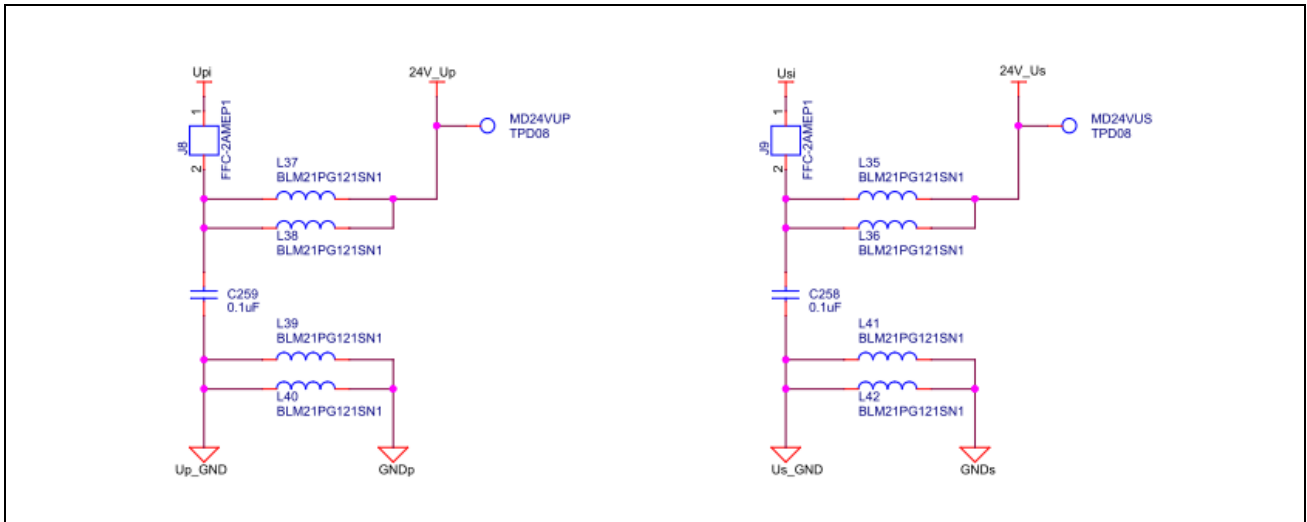 Upi
24V_Up
1
J8
FFC-2AMEP1
2
MD24VUP
TPD08
L37
BLM21PG121SN1
L38
BLM21PG121SN1
C259
0.1uF
L39
BLM21PG121SN1
L40
BLM21PG121SN1
Up_GND
GNDp
Usi
24V_Us
1
J9
FFC-2AMEP1
2
MD24VUS
TPD08
L35
BLM21PG121SN1
L36
BLM21PG121SN1
C258
0.1uF
L41
BLM21PG121SN1
L42
BLM21PG121SN1
Us_GND
GNDs